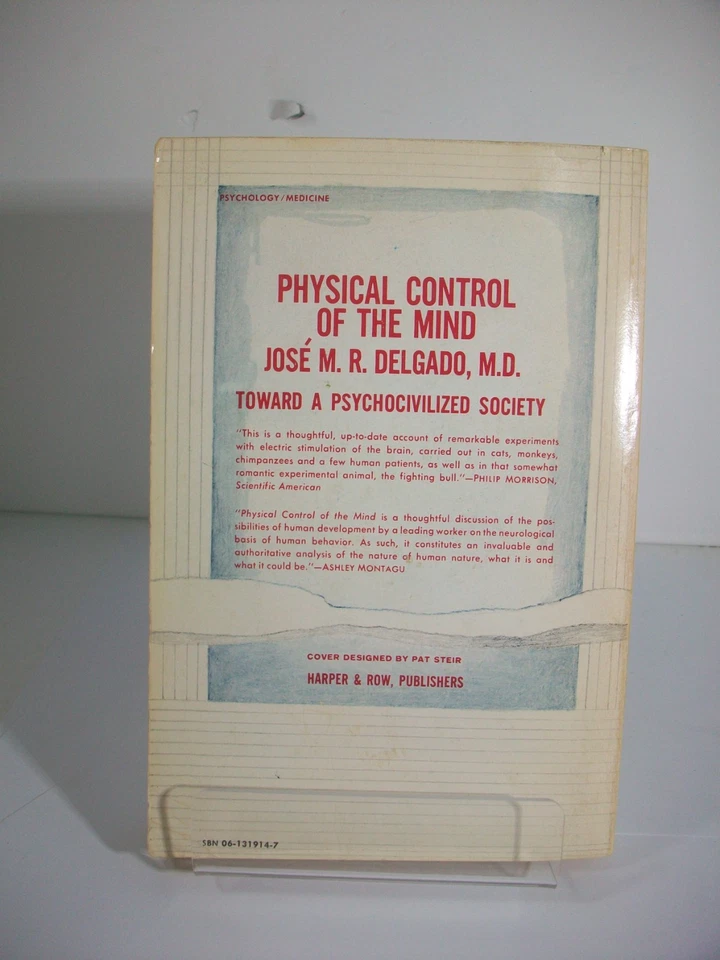 PSYCHOLOGY/MEDICINE
PHYSICAL CONTROL
OF THE MIND
JOSÉ M. R. DELGADO, M.D.
TOWARD A PSYCHOCIVILIZED SOCIETY
"This is a thoughtful, up-to-date account of remarkable experiments
with electric stimulation of the brain, carried out in cats, monkeys,
chimpanzees and a few human patients, as well as in that somewhat
romantic experimental animal, the fighting bull."—PHILIP MORRISON,
Scientific American
"Physical Control of the Mind is a thoughtful discussion of the pos-
sibilities of human development by a leading worker on the neurological
basis of human behavior. As such, it constitutes an invaluable and
authoritative analysis of the nature of human nature, what it is and
what it could be."—ASHLEY MONTAGU
COVER DESIGNED BY PAT STEIR
HARPER & ROW, PUBLISHERS
SBN 06-131914-7